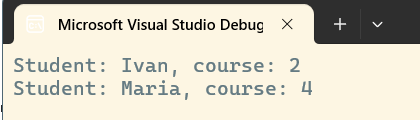 Microsoft Visual Studio Debug
Student: Ivan, course: 2
Student: Maria, course: 4